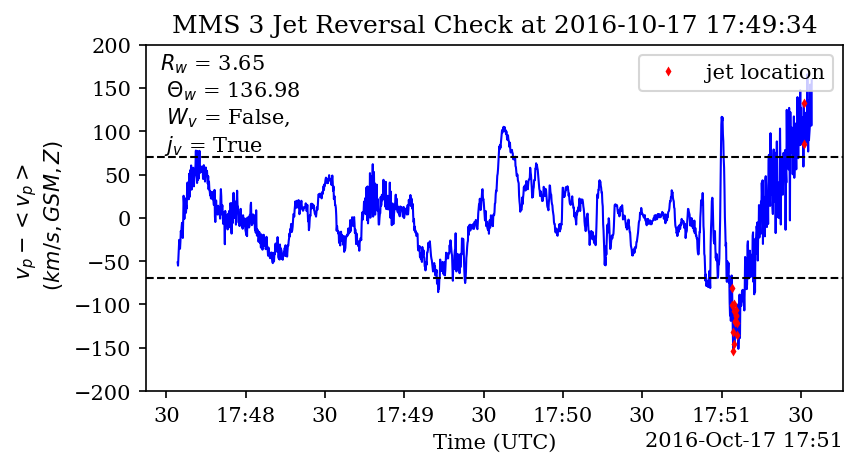 MMS 3 Jet Reversal Check at 2016-10-17 17:49:34
200
150
100
50
0
−50
−100
−150
−200
v_p − < v_p >
(km/s, GSM, Z)
R_w = 3.65
Θ_w = 136.98
W_v = False,
j_v = True
jet location
30 17:48 30 17:49 30 17:50 30 17:51 30
Time (UTC)
2016-Oct-17 17:51